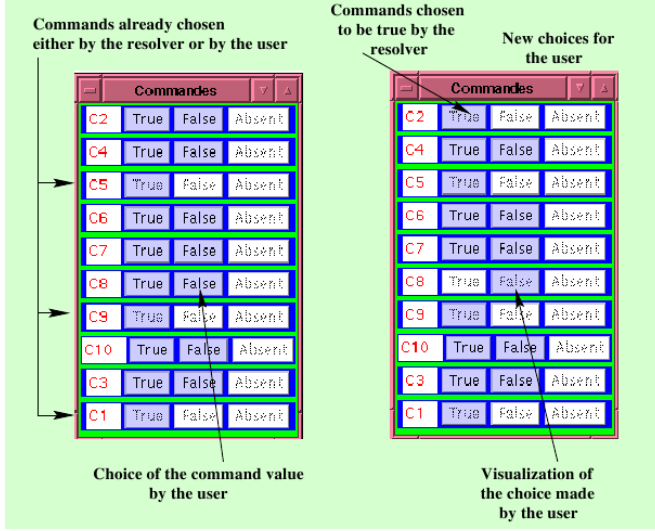 Commands already chosen
either by the resolver or by the user
Commands chosen
to be true by the
resolver
New choices for
the user
Commandes
C2 True False Absent
C4 True False Absent
C5 True False Absent
C6 True False Absent
C7 True False Absent
C8 True False Absent
C9 True False Absent
C10 True False Absent
C3 True False Absent
C1 True False Absent
Commandes
C2 True False Absent
C4 True False Absent
C5 True False Absent
C6 True False Absent
C7 True False Absent
C8 True False Absent
C9 True False Absent
C10 True False Absent
C3 True False Absent
C1 True False Absent
Choice of the command value
by the user
Visualization of
the choice made
by the user